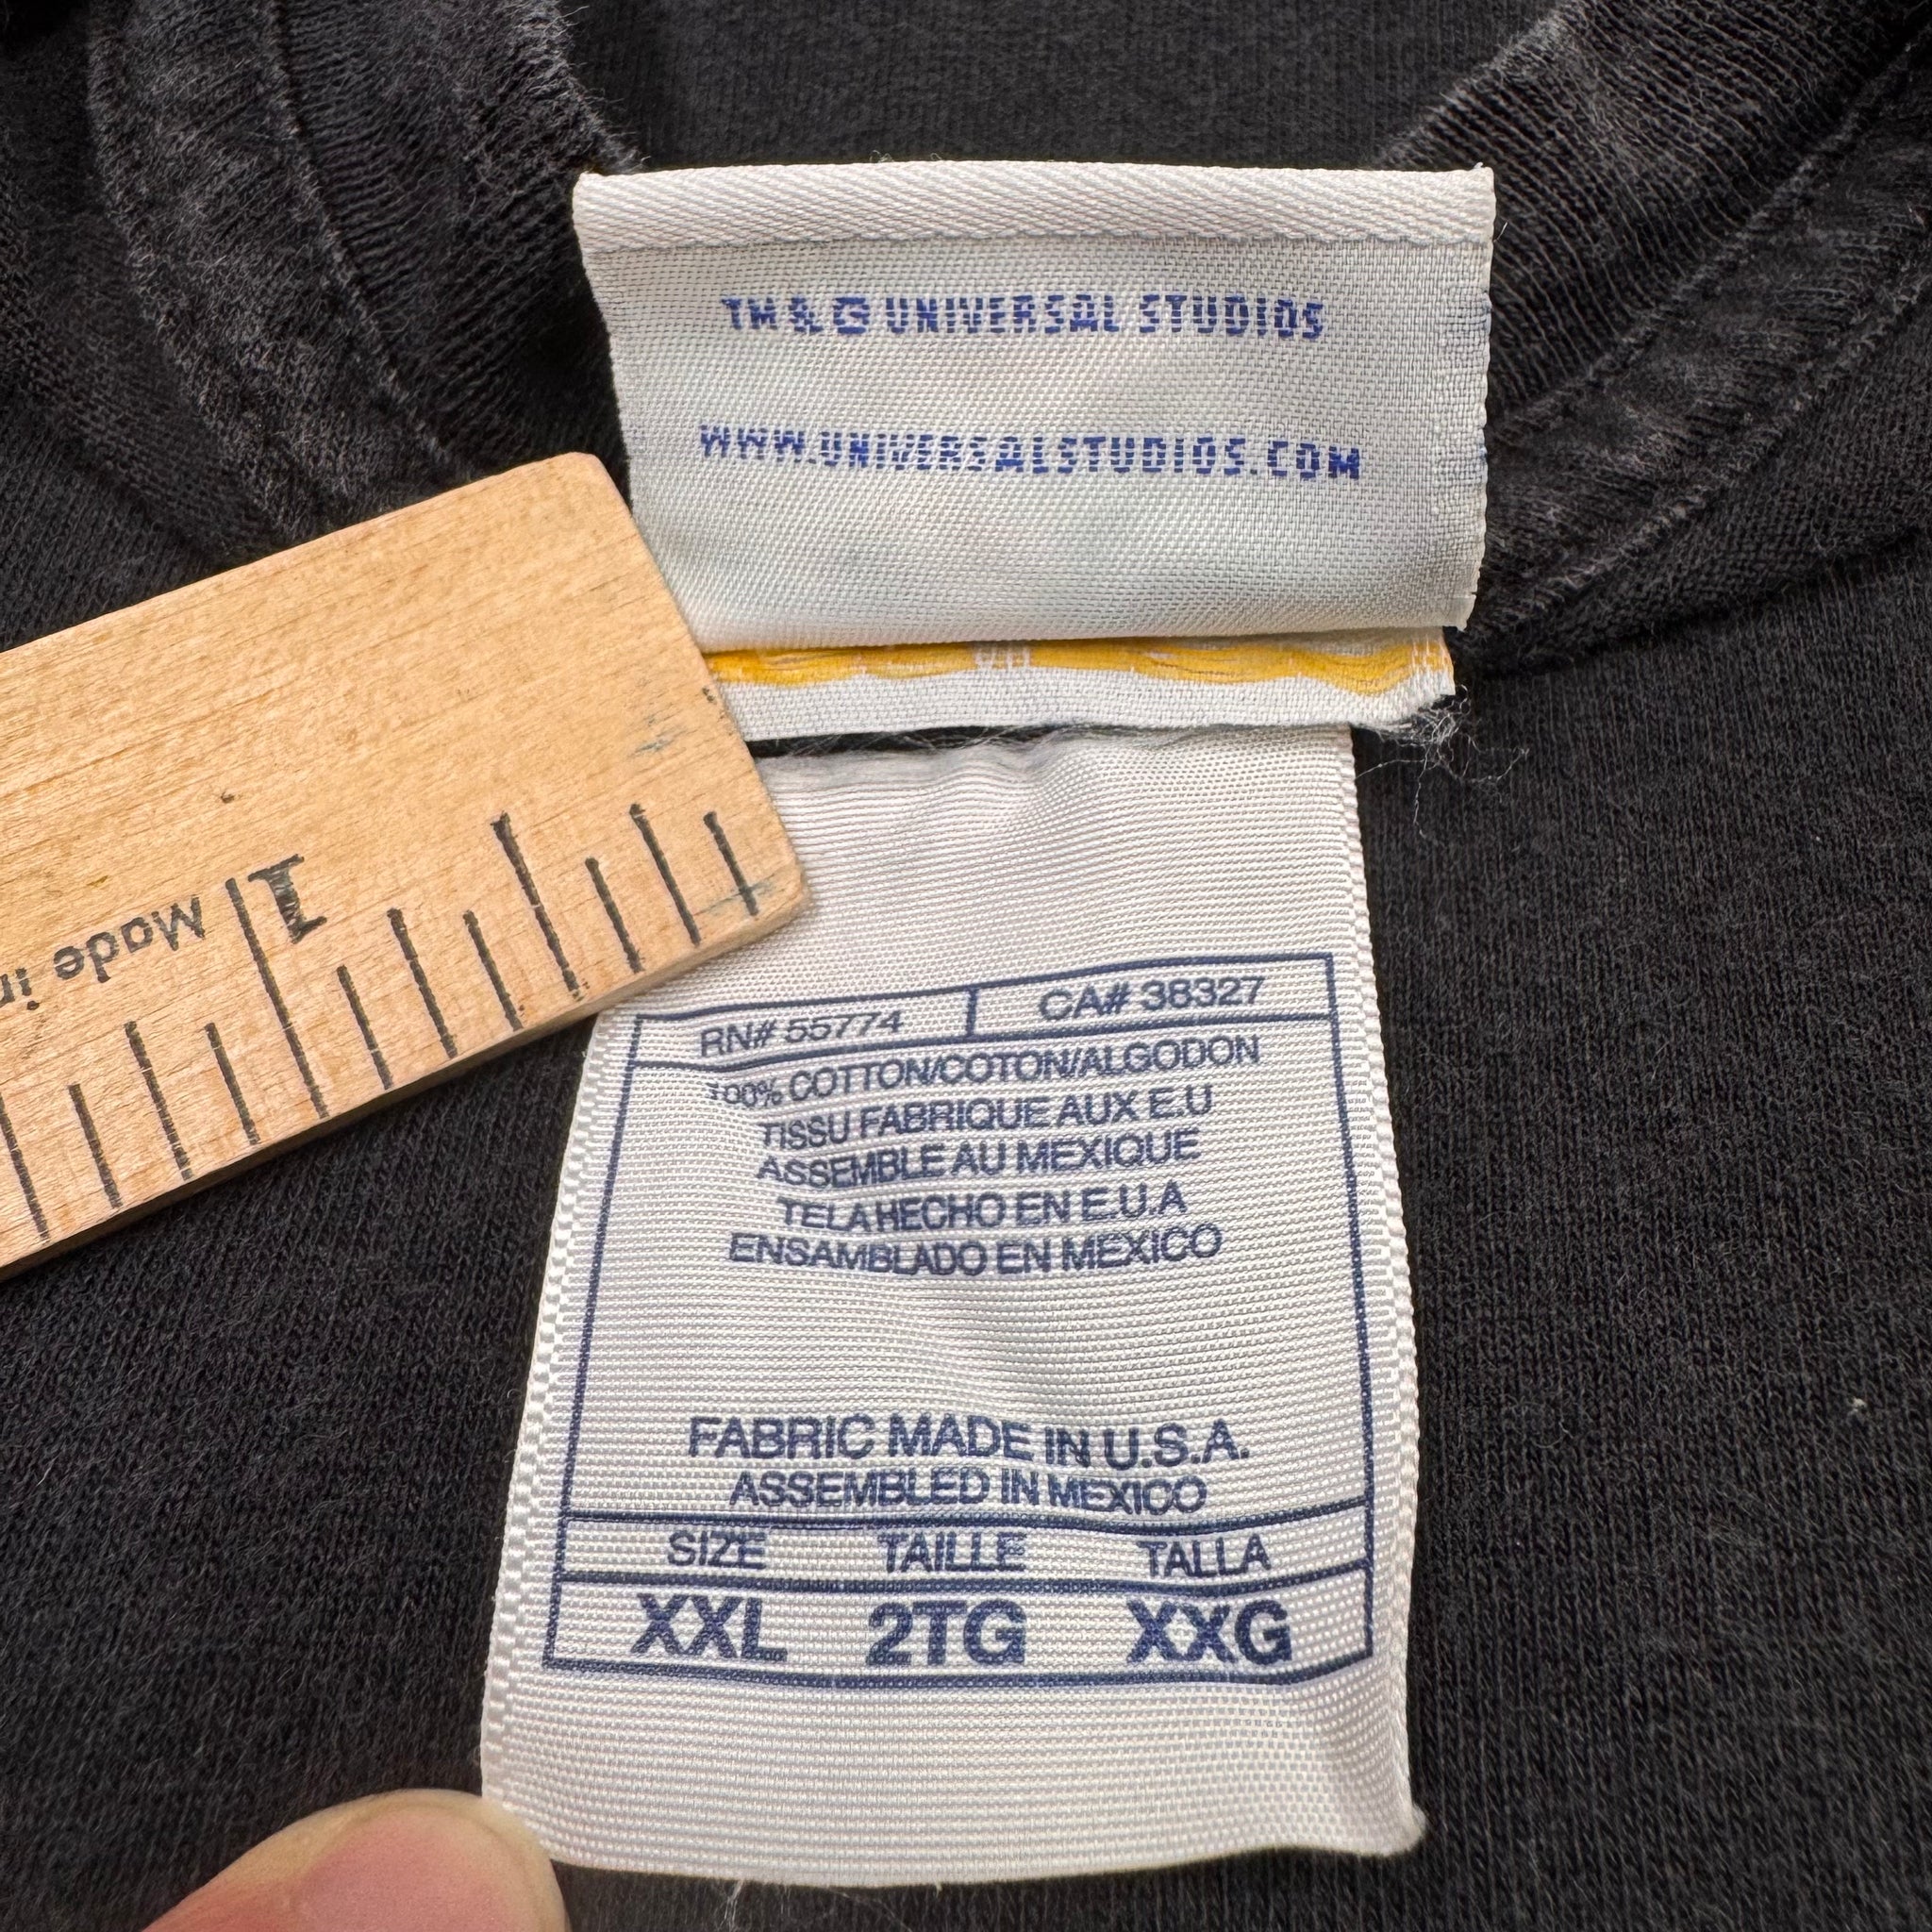 TM & © UNIVERSAL STUDIOS
WWW.UNIVERSALSTUDIOS.COM
1
Made in
RN# 55774 CA# 38327
100% COTTON/COTON/ALGODON
TISSU FABRIQUE AUX E.U
ASSEMBLE AU MEXIQUE
TELA HECHO EN E.U.A
ENSAMBLADO EN MEXICO
FABRIC MADE IN U.S.A.
ASSEMBLED IN MEXICO
SIZE TAILLE TALLA
XXL 2TG XXG